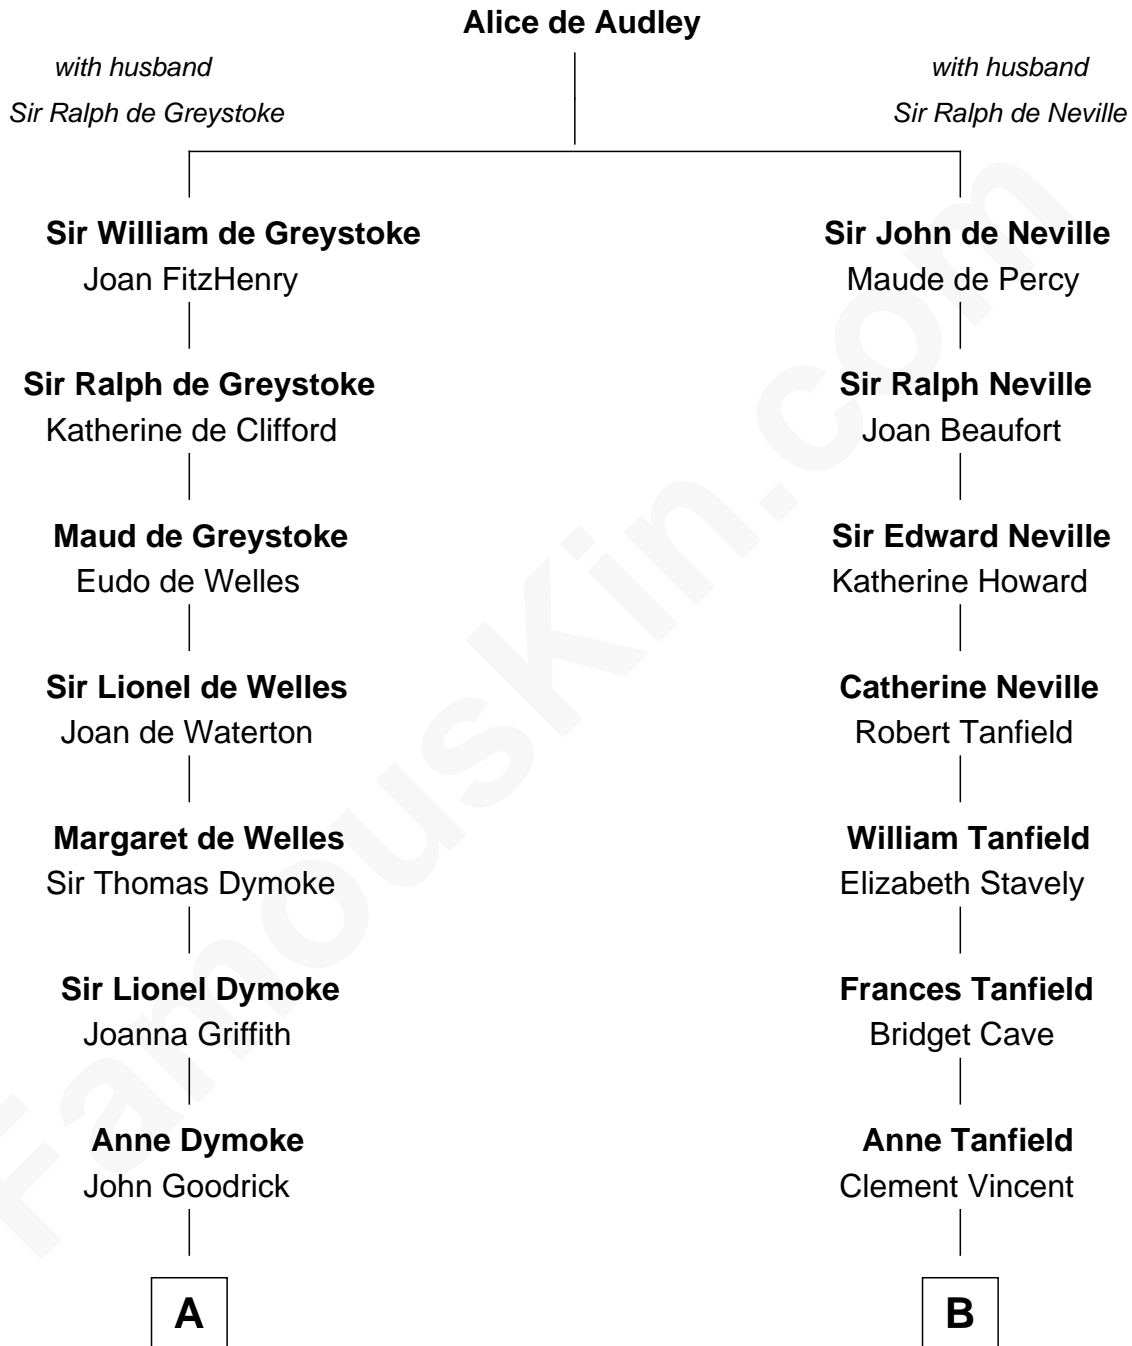 Alice de Audley
with husband
Sir Ralph de Greystoke
with husband
Sir Ralph de Neville
Sir William de Greystoke
Joan FitzHenry
Sir Ralph de Greystoke
Katherine de Clifford
Maud de Greystoke
Eudo de Welles
Sir Lionel de Welles
Joan de Waterton
Margaret de Welles
Sir Thomas Dymoke
Sir Lionel Dymoke
Joanna Griffith
Anne Dymoke
John Goodrick
A
Sir John de Neville
Maude de Percy
Sir Ralph Neville
Joan Beaufort
Sir Edward Neville
Katherine Howard
Catherine Neville
Robert Tanfield
William Tanfield
Elizabeth Stavely
Frances Tanfield
Bridget Cave
Anne Tanfield
Clement Vincent
B
FamousKin.com